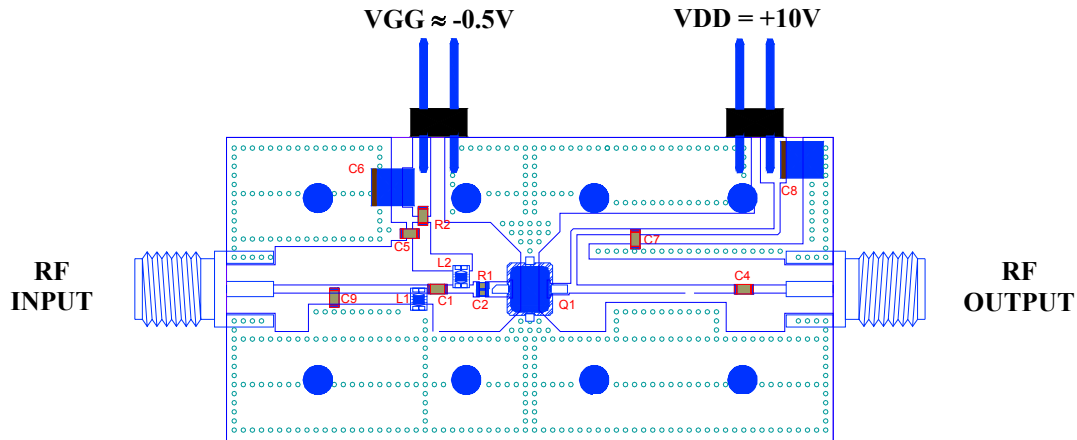 VGG ≈ -0.5V
VDD = +10V
C6
C8
R2
C5
C7
L2
R1
RF
INPUT
C9
L1
C1
C2
Q1
C4
RF
OUTPUT